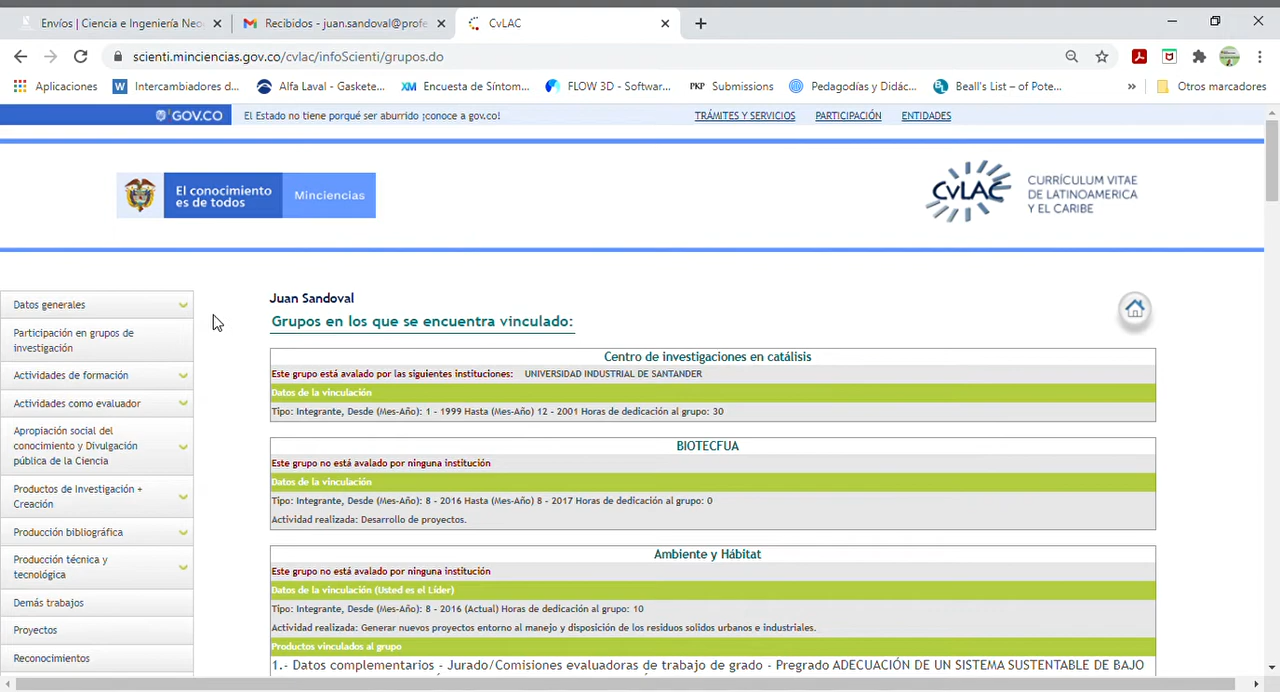 Envíos | Ciencia e Ingeniería Neo
Recibidos - juan.sandoval@profe
CvLAC
scienti.minciencias.gov.co/cvlac/infoScienti/grupos.do
Aplicaciones
Intercambiadores d...
Alfa Laval - Gaskete...
XM Encuesta de Síntom...
FLOW 3D - Softwar...
PKP Submissions
Pedagodías y Didác...
Beall's List – of Pote...
»
Otros marcadores
GOV.CO
El Estado no tiene porqué ser aburrido ¡conoce a gov.co!
TRÁMITES Y SERVICIOS
PARTICIPACIÓN
ENTIDADES
El conocimiento
es de todos
Minciencias
CvLAC
CURRÍCULUM VITAE
DE LATINOAMERICA
Y EL CARIBE
Datos generales
Participación en grupos de
investigación
Actividades de formación
Actividades como evaluador
Apropiación social del
conocimiento y Divulgación
pública de la Ciencia
Productos de Investigación +
Creación
Producción bibliográfica
Producción técnica y
tecnológica
Demás trabajos
Proyectos
Reconocimientos
Juan Sandoval
Grupos en los que se encuentra vinculado:
Centro de investigaciones en catálisis
Este grupo está avalado por las siguientes instituciones: UNIVERSIDAD INDUSTRIAL DE SANTANDER
Datos de la vinculación
Tipo: Integrante, Desde (Mes-Año): 1 - 1999 Hasta (Mes-Año) 12 - 2001 Horas de dedicación al grupo: 30
BIOTECFUA
Este grupo no está avalado por ninguna institución
Datos de la vinculación
Tipo: Integrante, Desde (Mes-Año): 8 - 2016 Hasta (Mes-Año) 8 - 2017 Horas de dedicación al grupo: 0
Actividad realizada: Desarrollo de proyectos.
Ambiente y Hábitat
Este grupo no está avalado por ninguna institución
Datos de la vinculación (Usted es el Líder)
Tipo: Integrante, Desde (Mes-Año): 8 - 2016 (Actual) Horas de dedicación al grupo: 10
Actividad realizada: Generar nuevos proyectos entorno al manejo y disposición de los residuos solidos urbanos e industriales.
Productos vinculados al grupo
1.- Datos complementarios - Jurado/Comisiones evaluadoras de trabajo de grado - Pregrado ADECUACIÓN DE UN SISTEMA SUSTENTABLE DE BAJO